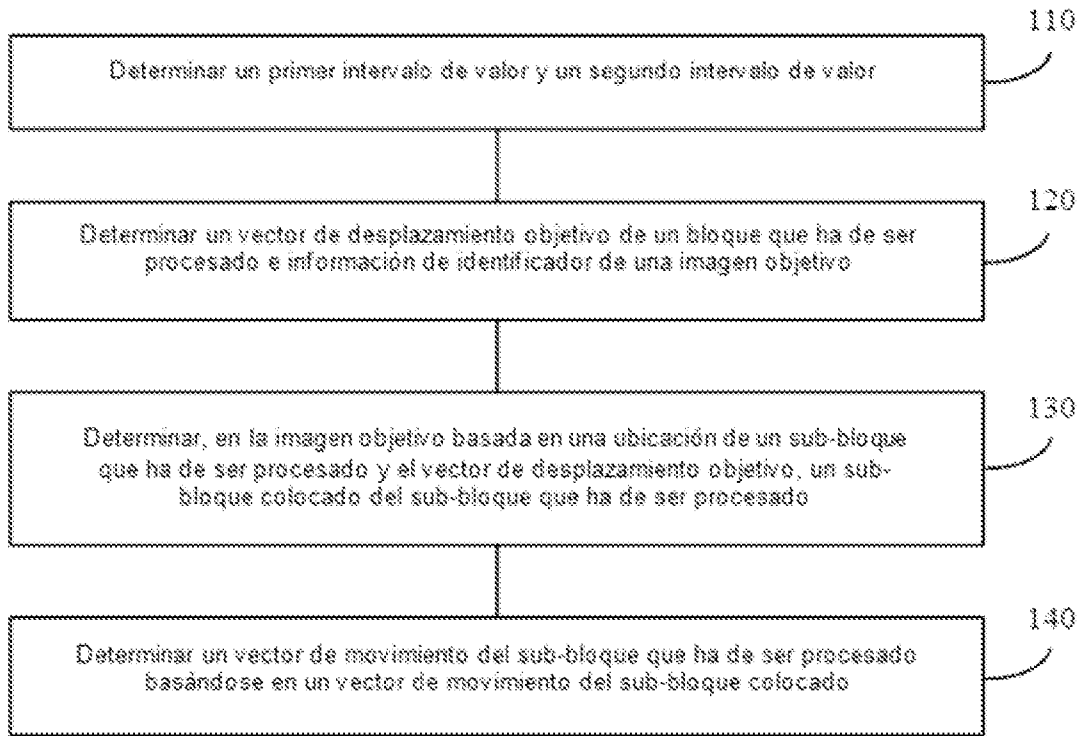 110
Determinar un primer intervalo de valor y un segundo intervalo de valor
120
Determinar un vector de desplazamiento objetivo de un bloque que ha de ser
procesado e información de identificador de una imagen objetivo
130
Determinar, en la imagen objetivo basada en una ubicación de un sub-bloque
que ha de ser procesado y el vector de desplazamiento objetivo, un sub-
bloque colocado del sub-bloque que ha de ser procesado
140
Determinar un vector de movimiento del sub-bloque que ha de ser procesado
basándose en un vector de movimiento del sub-bloque colocado